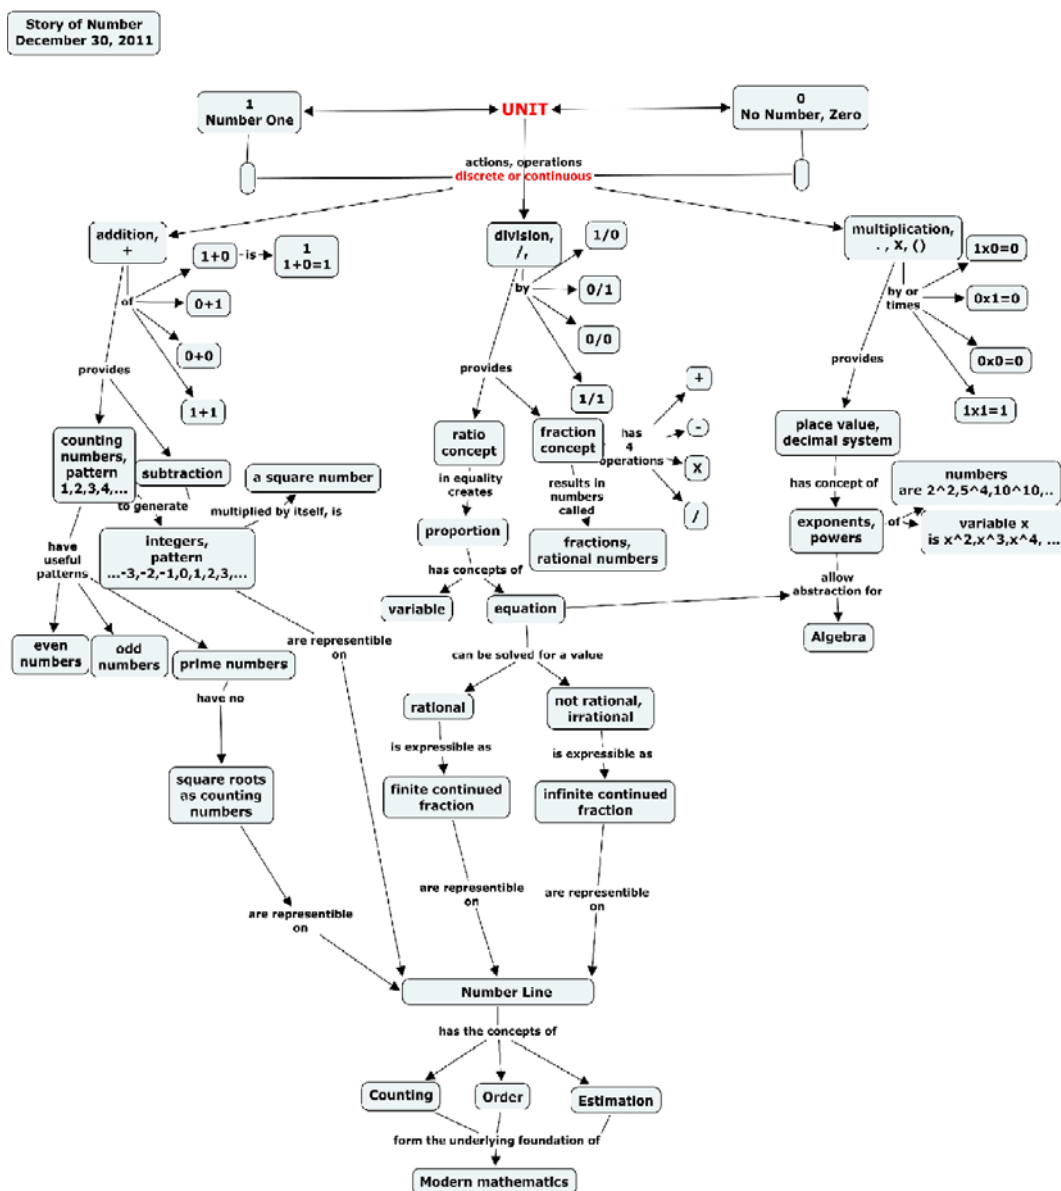 Story of Number
December 30, 2011
1
Number One
UNIT
0
No Number, Zero
actions, operations
discrete or continuous
addition,
+
1+0
is
1
1+0=1
of
0+1
0+0
1+1
provides
counting
numbers,
pattern
1,2,3,4,...
subtraction
to generate
a square number
multiplied by itself, is
integers,
pattern
...-3,-2,-1,0,1,2,3,...
have
useful
patterns
even
numbers
odd
numbers
prime numbers
have no
square roots
as counting
numbers
are representible
on
are representible
on
division,
/,
by
1/0
0/1
0/0
1/1
provides
ratio
concept
fraction
concept
has
4
operations
+
-
X
/
in equality
creates
results in
numbers
called
proportion
fractions,
rational numbers
has concepts of
variable
equation
can be solved for a value
rational
not rational,
irrational
is expressible as
is expressible as
finite continued
fraction
infinite continued
fraction
are representible
on
are representible
on
multiplication,
. , X, ()
by or
times
1x0=0
0x1=0
0x0=0
1x1=1
provides
place value,
decimal system
has concept of
exponents,
powers
of
numbers
are 2^2,5^4,10^10,..
variable x
is x^2,x^3,x^4, ...
allow
abstraction for
Algebra
Number Line
has the concepts of
Counting
Order
Estimation
form the underlying foundation of
Modern mathematics